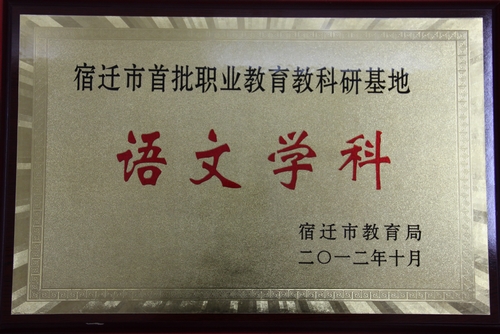 宿迁市首批职业教育教科研基地
语文学科
宿迁市教育局
二〇一二年十月